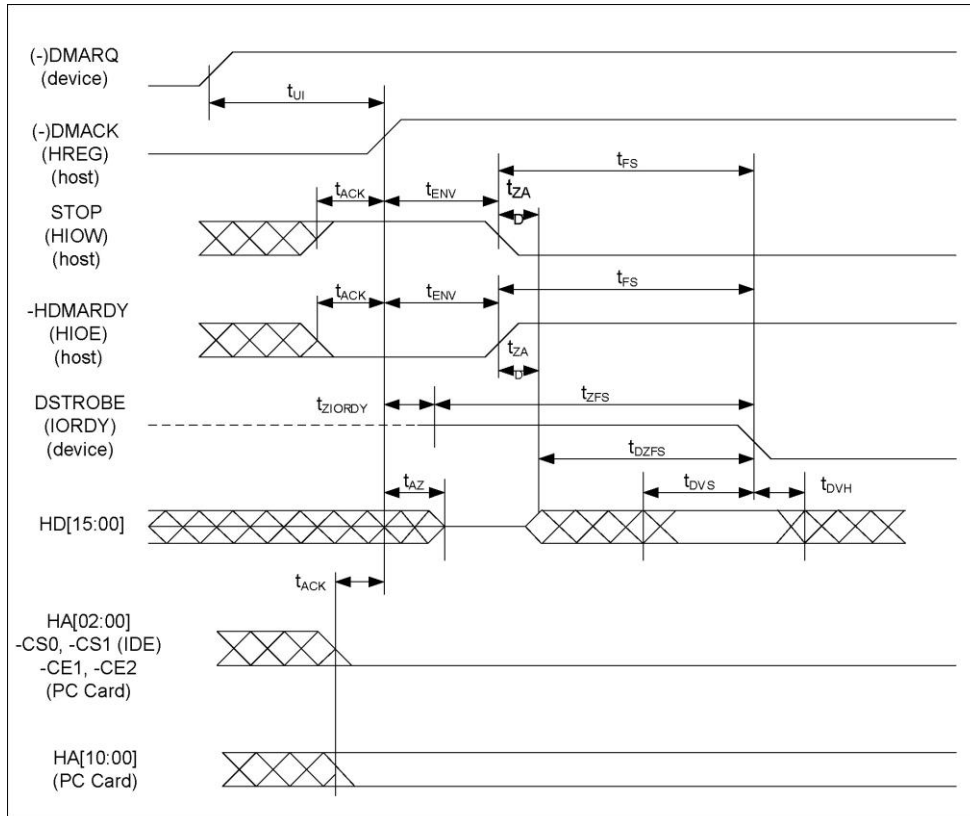 (-)DMARQ
(device)
tUI
(-)DMACK
(HREG)
(host)
tFS
tACK
tENV
tZA
D
STOP
(HIOW)
(host)
tFS
tACK
tENV
-HDMARDY
(HIOE)
(host)
tZA
D
DSTROBE
(IORDY)
(device)
tZIORDY
tZFS
tDZFS
tAZ
tDVS
tDVH
HD[15:00]
tACK
HA[02:00]
-CS0, -CS1 (IDE)
-CE1, -CE2
(PC Card)
HA[10:00]
(PC Card)